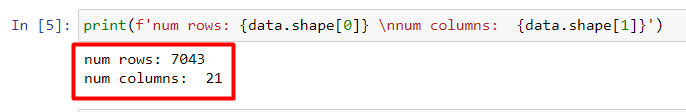 In [5]: print(f'num rows: {data.shape[0]} \nnum columns:  {data.shape[1]}')
num rows: 7043
num columns:  21